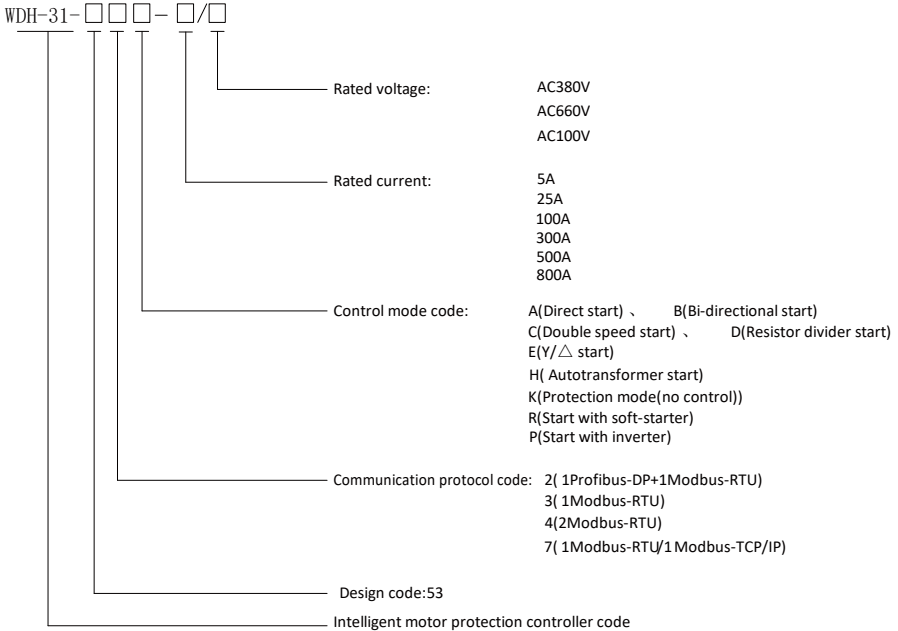 WDH-31-□□□-□/□
Rated voltage: AC380V
AC660V
AC100V
Rated current: 5A
25A
100A
300A
500A
800A
Control mode code: A(Direct start) 、 B(Bi-directional start)
C(Double speed start) 、 D(Resistor divider start)
E(Y/△ start)
H( Autotransformer start)
K(Protection mode(no control))
R(Start with soft-starter)
P(Start with inverter)
Communication protocol code: 2( 1Profibus-DP+1Modbus-RTU)
3( 1Modbus-RTU)
4(2Modbus-RTU)
7( 1Modbus-RTU/1Modbus-TCP/IP)
Design code:53
Intelligent motor protection controller code